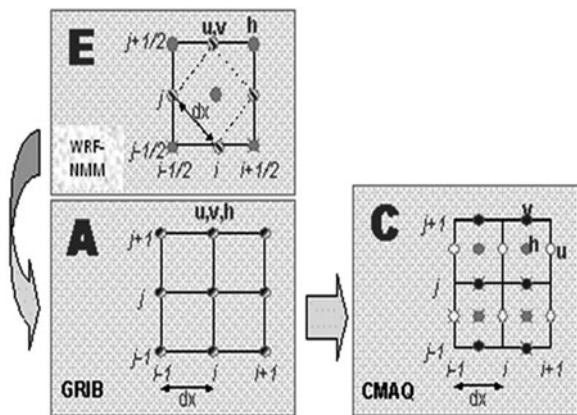 E
u,v h
j+1/2
j
dx
WRF-
NMM
j-1/2
i-1/2 i i+1/2
A
u,v,h
j+1
j
j-1
i-1 i i+1
GRIB
dx
C
v
j+1
h
u
j
j-1
i-1 i i+1
CMAQ
dx